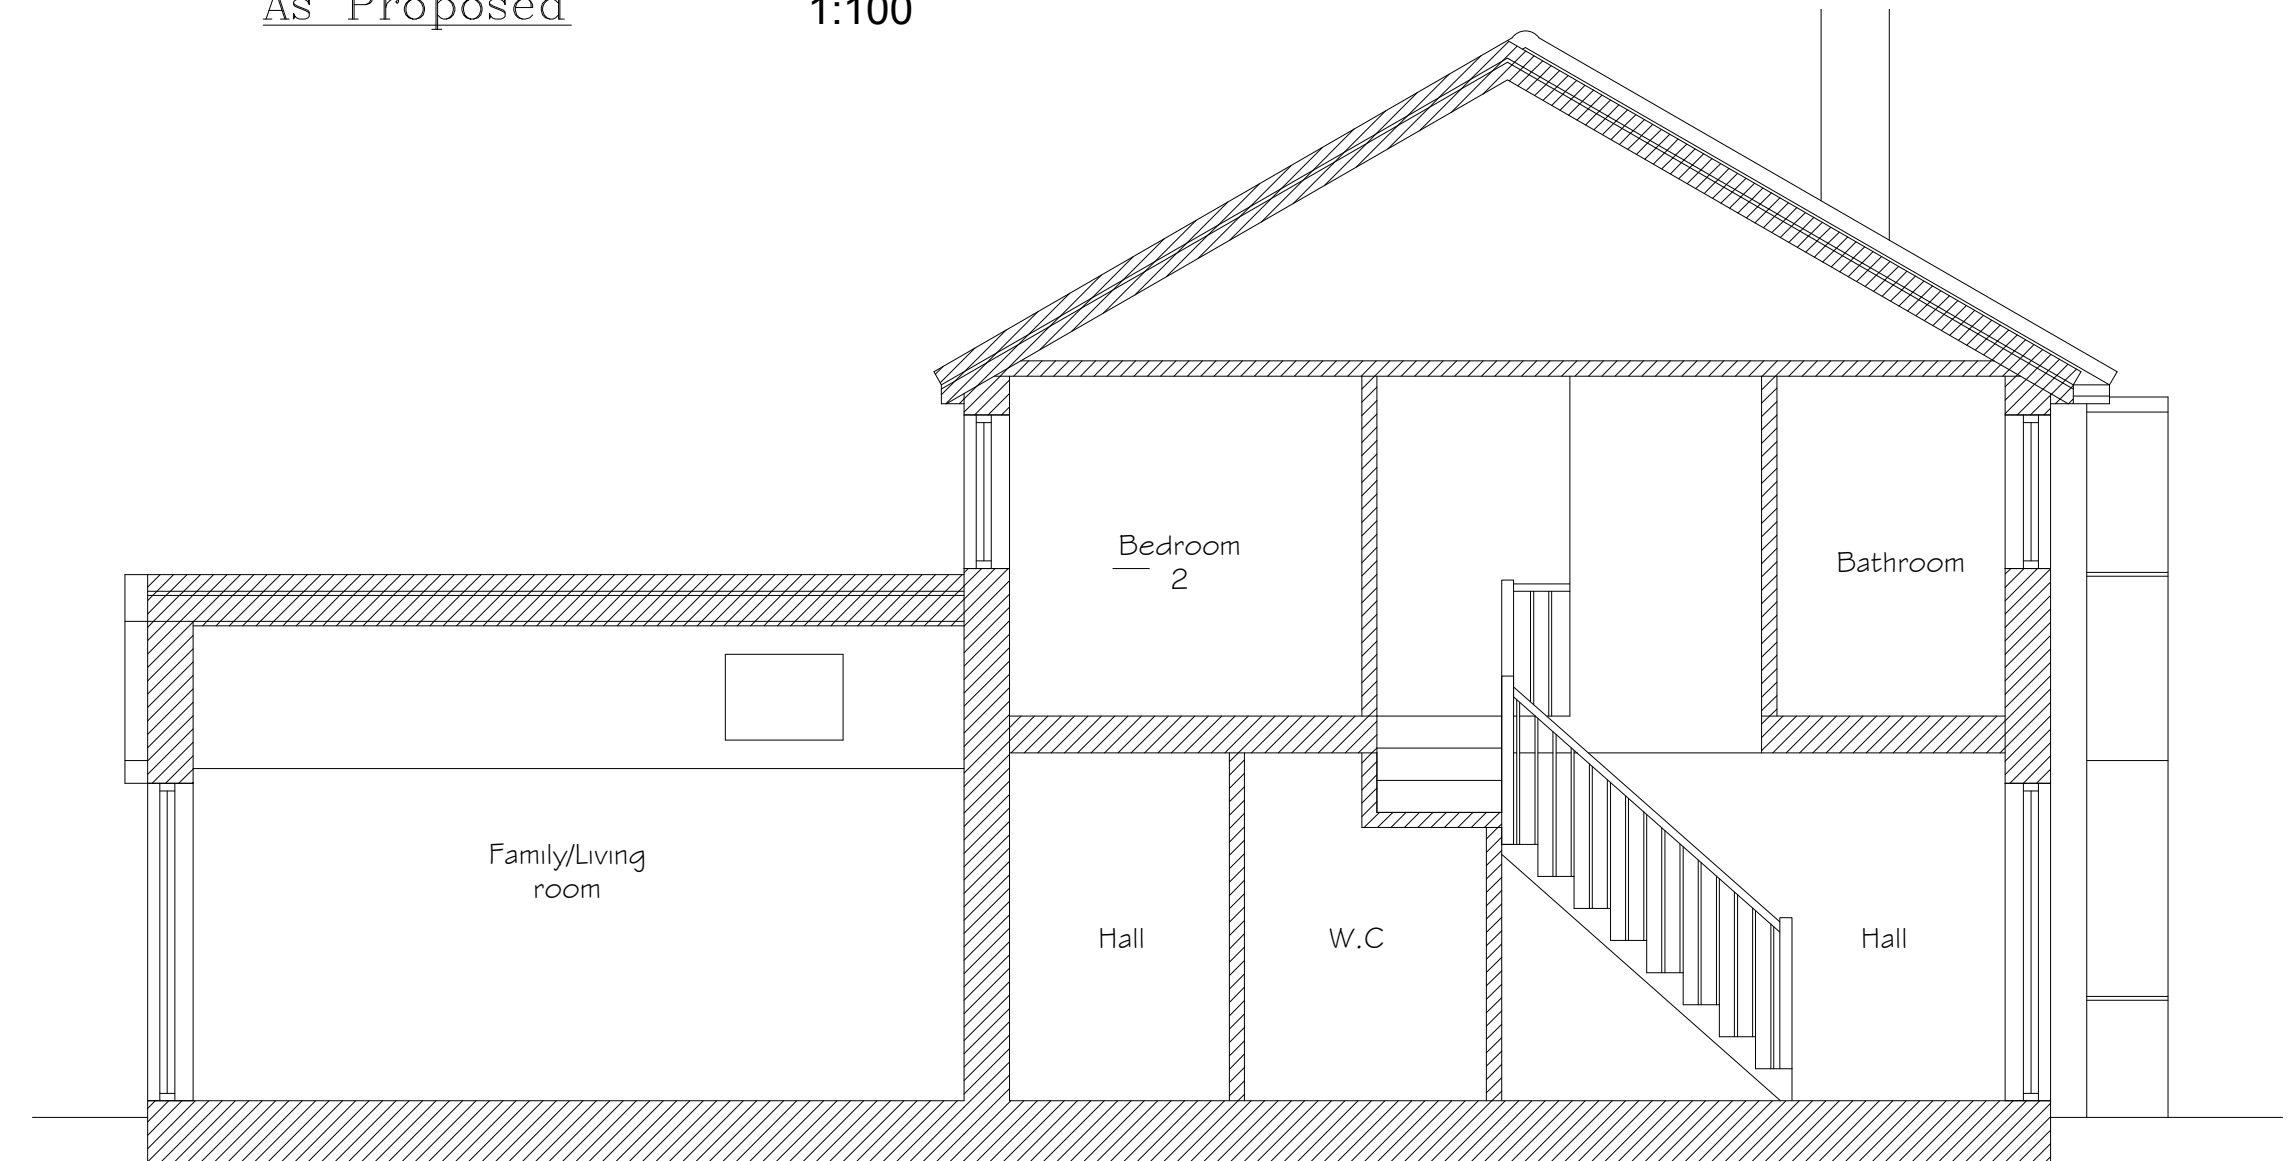 As Proposed
1:100
Bedroom
2
Bathroom
Family/Living
room
Hall
W.C
Hall